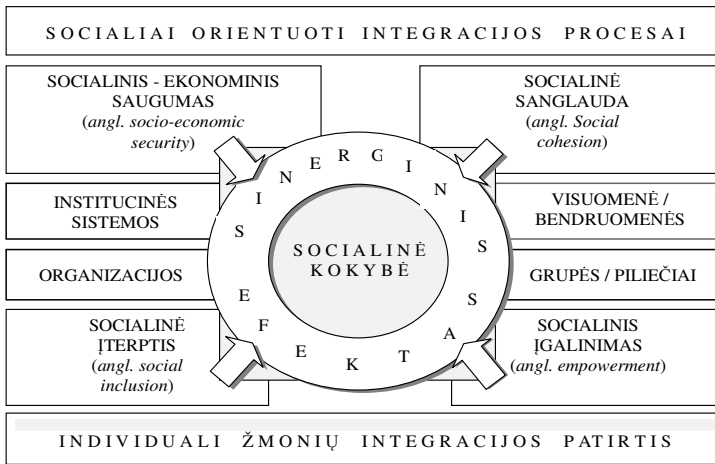 SOCIALIAI ORIENTUOTI INTEGRACIJOS PROCESAI
SOCIALINIS - EKONOMINIS
SAUGUMAS
(angl. socio-economic
security)
SOCIALINĖ
SANGLAUDA
(angl. Social
cohesion)
SINERGINIS
INSTITUCINĖS
SISTEMOS
VISUOMENĖ /
BENDRUOMENĖS
SOCIALINĖ
KOKYBĖ
ORGANIZACIJOS
GRUPĖS / PILIEČIAI
EFEKTAS
SOCIALINĖ
ĮTERPTIS
(angl. social
inclusion)
SOCIALINIS
ĮGALINIMAS
(angl. empowerment)
INDIVIDUALI ŽMONIŲ INTEGRACIJOS PATIRTIS